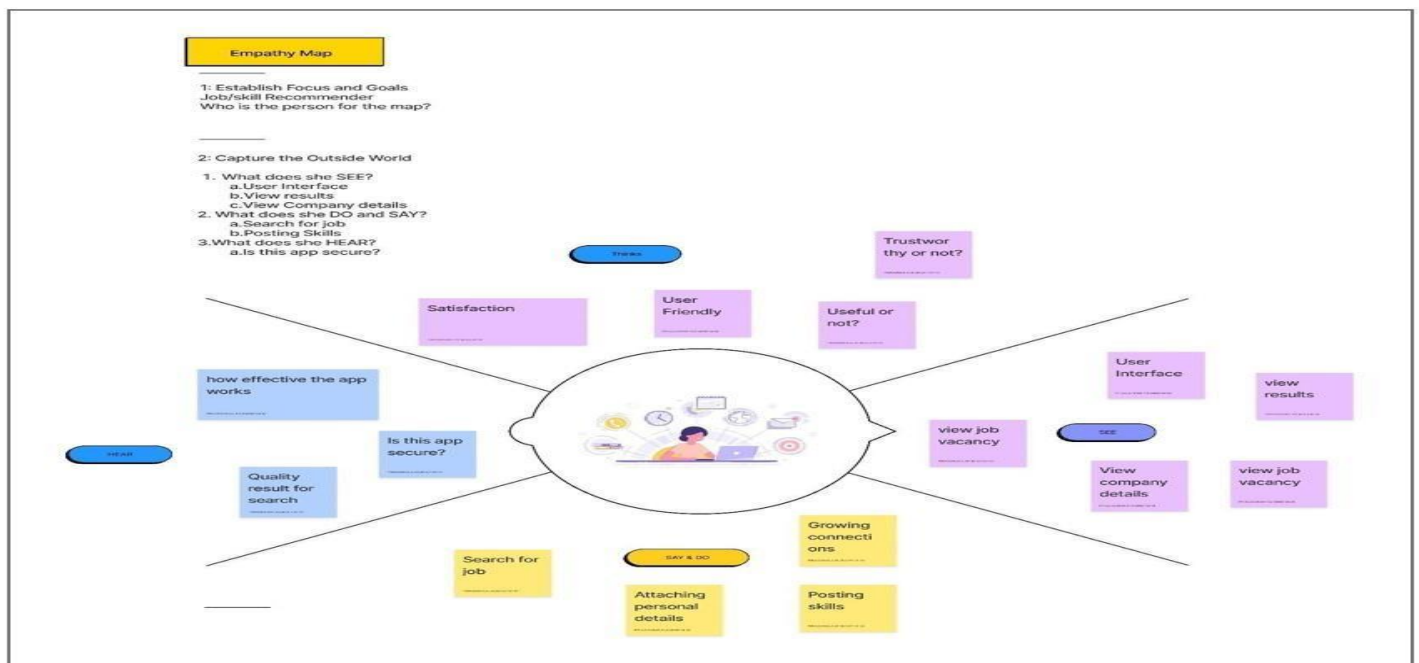 Empathy Map
1: Establish Focus and Goals
Job/skill Recommender
Who is the person for the map?
2: Capture the Outside World
1. What does she SEE?
a.User Interface
b.View results
c.View Company details
2. What does she DO and SAY?
a.Search for job
b.Posting Skills
3.What does she HEAR?
a.Is this app secure?
Trustwor
thy or not?
Satisfaction
User
Friendly
Useful or
not?
how effective the app
works
Is this app
secure?
HEAR
Quality
result for
search
User
Interface
view
results
view job
vacancy
SEE
View
company
details
view job
vacancy
Search for
job
SAY & DO
Growing
connecti
ons
Attaching
personal
details
Posting
skills